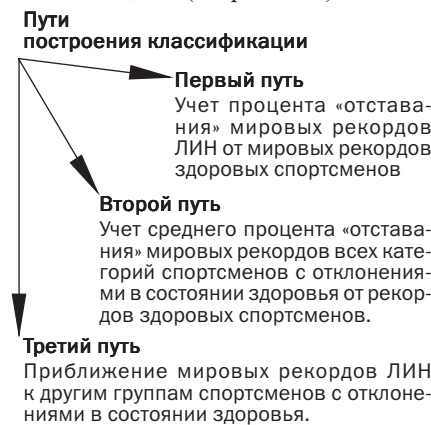 Пути
построения классификации
Первый путь
Учет процента «отстава-
ния» мировых рекордов
ЛИН от мировых рекордов
здоровых спортсменов
Второй путь
Учет среднего процента «отстава-
ния» мировых рекордов всех кате-
горий спортсменов с отклонения-
ми в состоянии здоровья от рекор-
дов здоровых спортсменов.
Третий путь
Приближение мировых рекордов ЛИН
к другим группам спортсменов с отклоне-
ниями в состоянии здоровья.